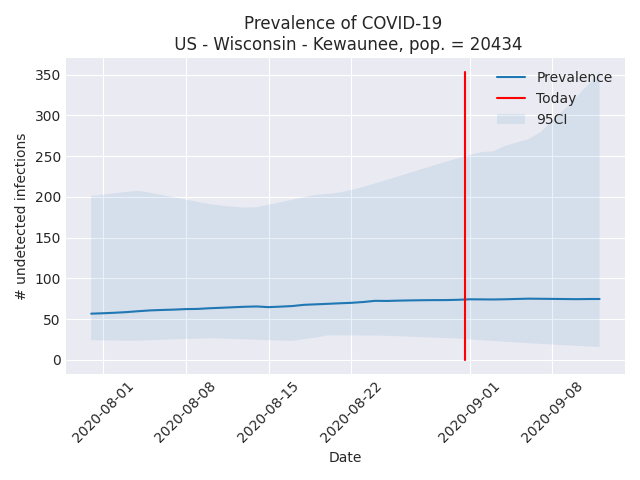 Prevalence of COVID-19
US - Wisconsin - Kewaunee, pop. = 20434
350
300
250
200
150
100
50
0
# undetected infections
Prevalence
Today
95CI
2020-08-01
2020-08-08
2020-08-15
2020-08-22
2020-09-01
2020-09-08
Date